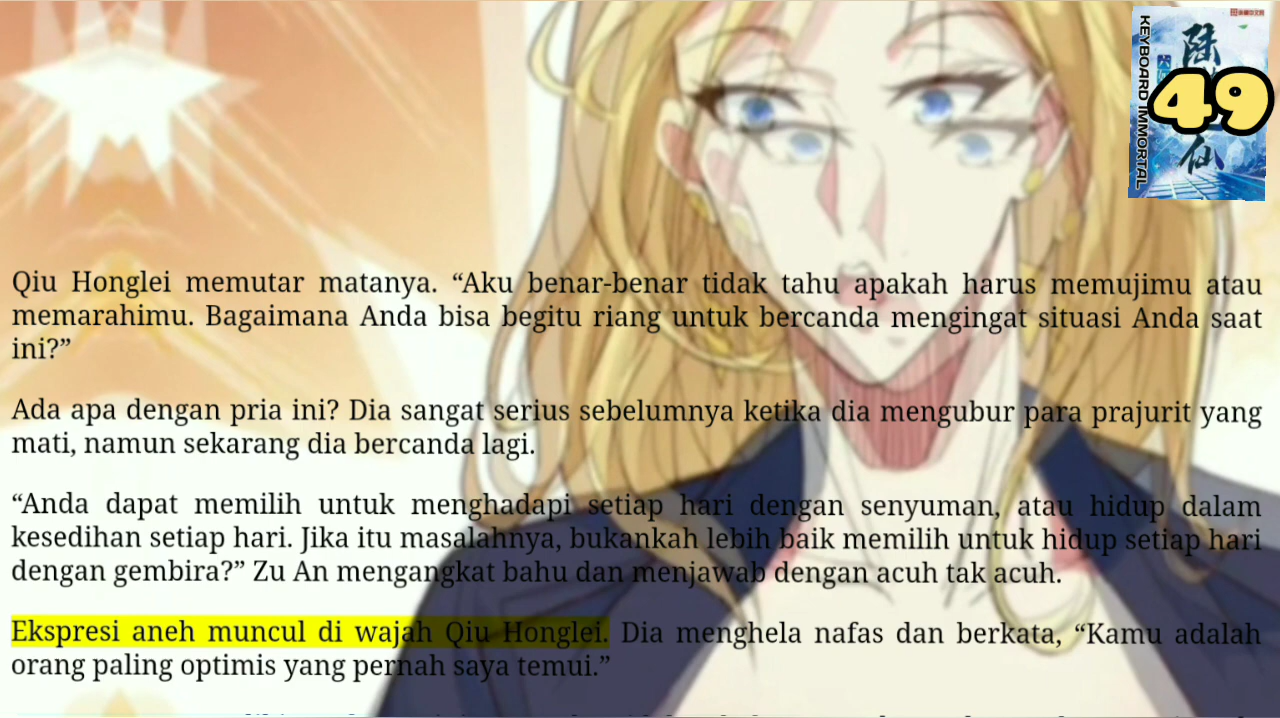 KEYBOARD IMMORTAL
49
Qiu Honglei memutar matanya. “Aku benar-benar tidak tahu apakah harus memujimu atau
memarahimu. Bagaimana Anda bisa begitu riang untuk bercanda mengingat situasi Anda saat
ini?”
Ada apa dengan pria ini? Dia sangat serius sebelumnya ketika dia mengubur para prajurit yang
mati, namun sekarang dia bercanda lagi.
“Anda dapat memilih untuk menghadapi setiap hari dengan senyuman, atau hidup dalam
kesedihan setiap hari. Jika itu masalahnya, bukankah lebih baik memilih untuk hidup setiap hari
dengan gembira?” Zu An mengangkat bahu dan menjawab dengan acuh tak acuh.
Ekspresi aneh muncul di wajah Qiu Honglei. Dia menghela nafas dan berkata, “Kamu adalah
orang paling optimis yang pernah saya temui.”